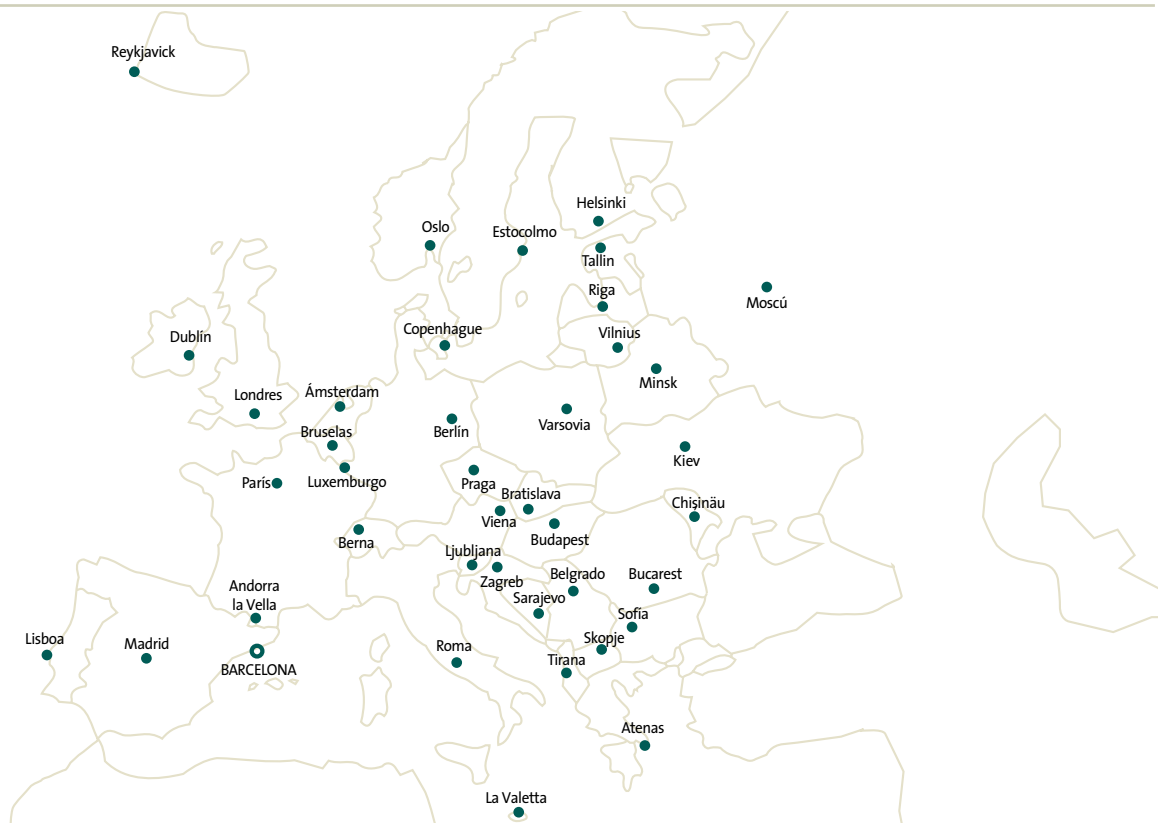 Reykjavick
Helsinki
Oslo
Estocolmo
Tallin
Riga
Moscú
Copenhague
Vilnius
Dublín
Minsk
Ámsterdam
Londres
Varsovia
Berlín
Bruselas
Kiev
París
Luxemburgo
Praga
Bratislava
Chişinäu
Viena
Budapest
Berna
Ljubljana
Zagreb
Belgrado
Bucarest
Andorra
la Vella
Sarajevo
Sofía
Skopje
Lisboa
Madrid
Roma
Tirana
BARCELONA
Atenas
La Valetta